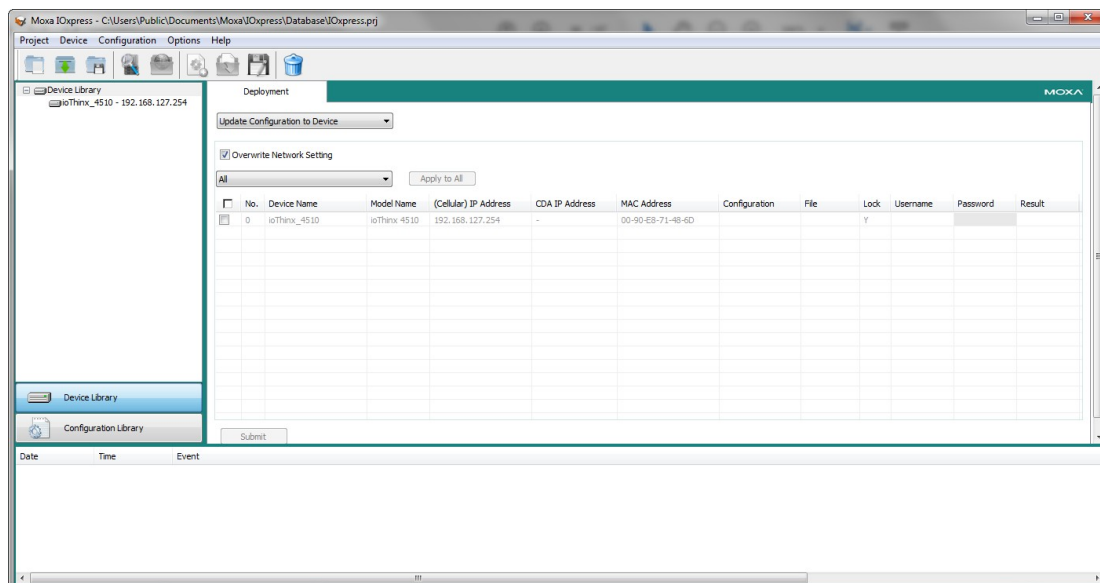 Moxa IOxpress - C:\Users\Public\Documents\Moxa\IOxpress\Database\IOxpress.prj
Project Device Configuration Options Help
Device Library
ioThinx_4510 - 192.168.127.254
Deployment
MOXA
Update Configuration to Device
Overwrite Network Setting
All
Apply to All
No. Device Name Model Name (Cellular) IP Address CDA IP Address MAC Address Configuration File Lock Username Password Result
0 ioThinx_4510 ioThinx 4510 192.168.127.254 - 00-90-E8-71-48-6D Y
Submit
Device Library
Configuration Library
Date Time Event